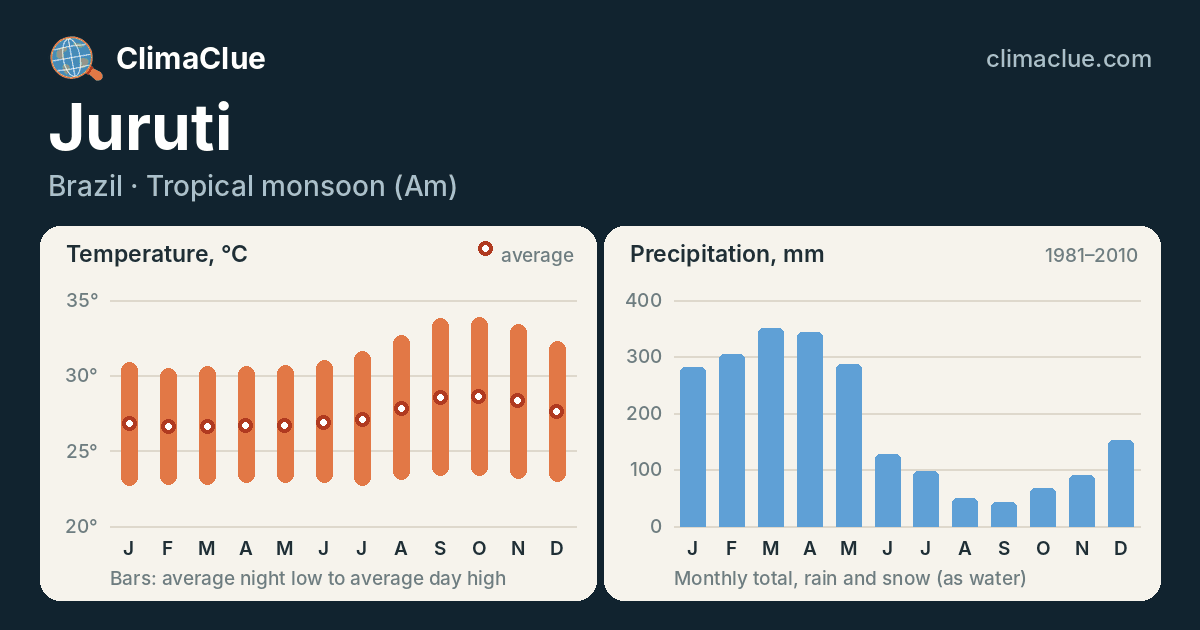 ClimaClue
climaclue.com
Juruti
Brazil · Tropical monsoon (Am)
Temperature, °C
average
35°
30°
25°
20°
J F M A M J J A S O N D
Bars: average night low to average day high
Precipitation, mm
1981–2010
400
300
200
100
0
J F M A M J J A S O N D
Monthly total, rain and snow (as water)